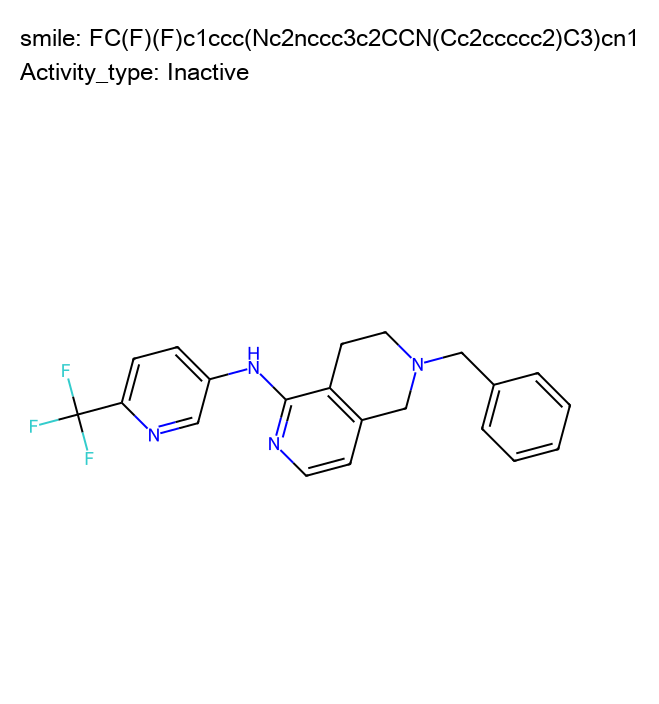 smile: FC(F)(F)c1ccc(Nc2nccc3c2CCN(Cc2ccccc2)C3)cn1
Activity_type: Inactive
H
N
N
F
F
F
N
N